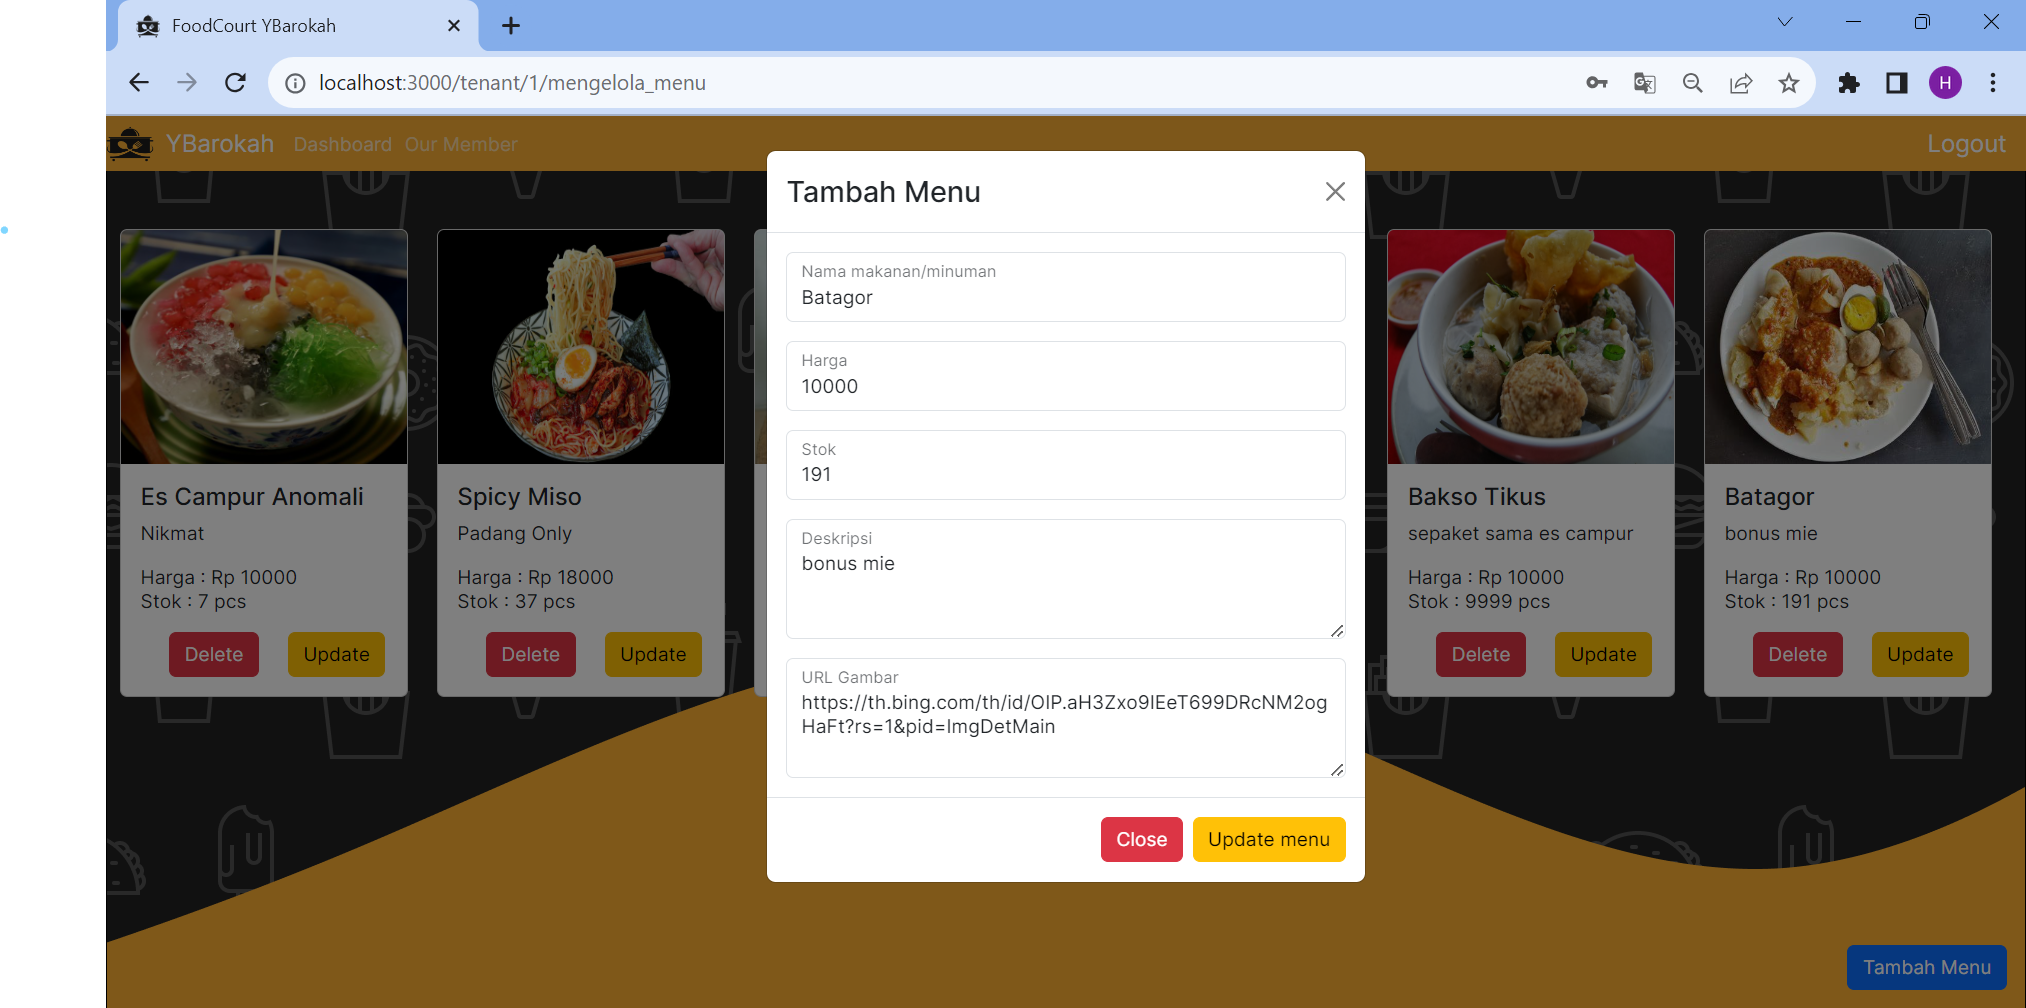 FoodCourt YBarokah
localhost:3000/tenant/1/mengelola_menu
H
YBarokah
Dashboard
Our Member
Logout
Tambah Menu
Nama makanan/minuman
Batagor
Harga
10000
Stok
191
Deskripsi
bonus mie
URL Gambar
https://th.bing.com/th/id/OIP.aH3Zxo9IEeT699DRcNM2og
HaFt?rs=1&pid=ImgDetMain
Close
Update menu
Es Campur Anomali
Nikmat
Harga : Rp 10000
Stok : 7 pcs
Delete
Update
Spicy Miso
Padang Only
Harga : Rp 18000
Stok : 37 pcs
Delete
Update
Bakso Tikus
sepaket sama es campur
Harga : Rp 10000
Stok : 9999 pcs
Delete
Update
Batagor
bonus mie
Harga : Rp 10000
Stok : 191 pcs
Delete
Update
Tambah Menu